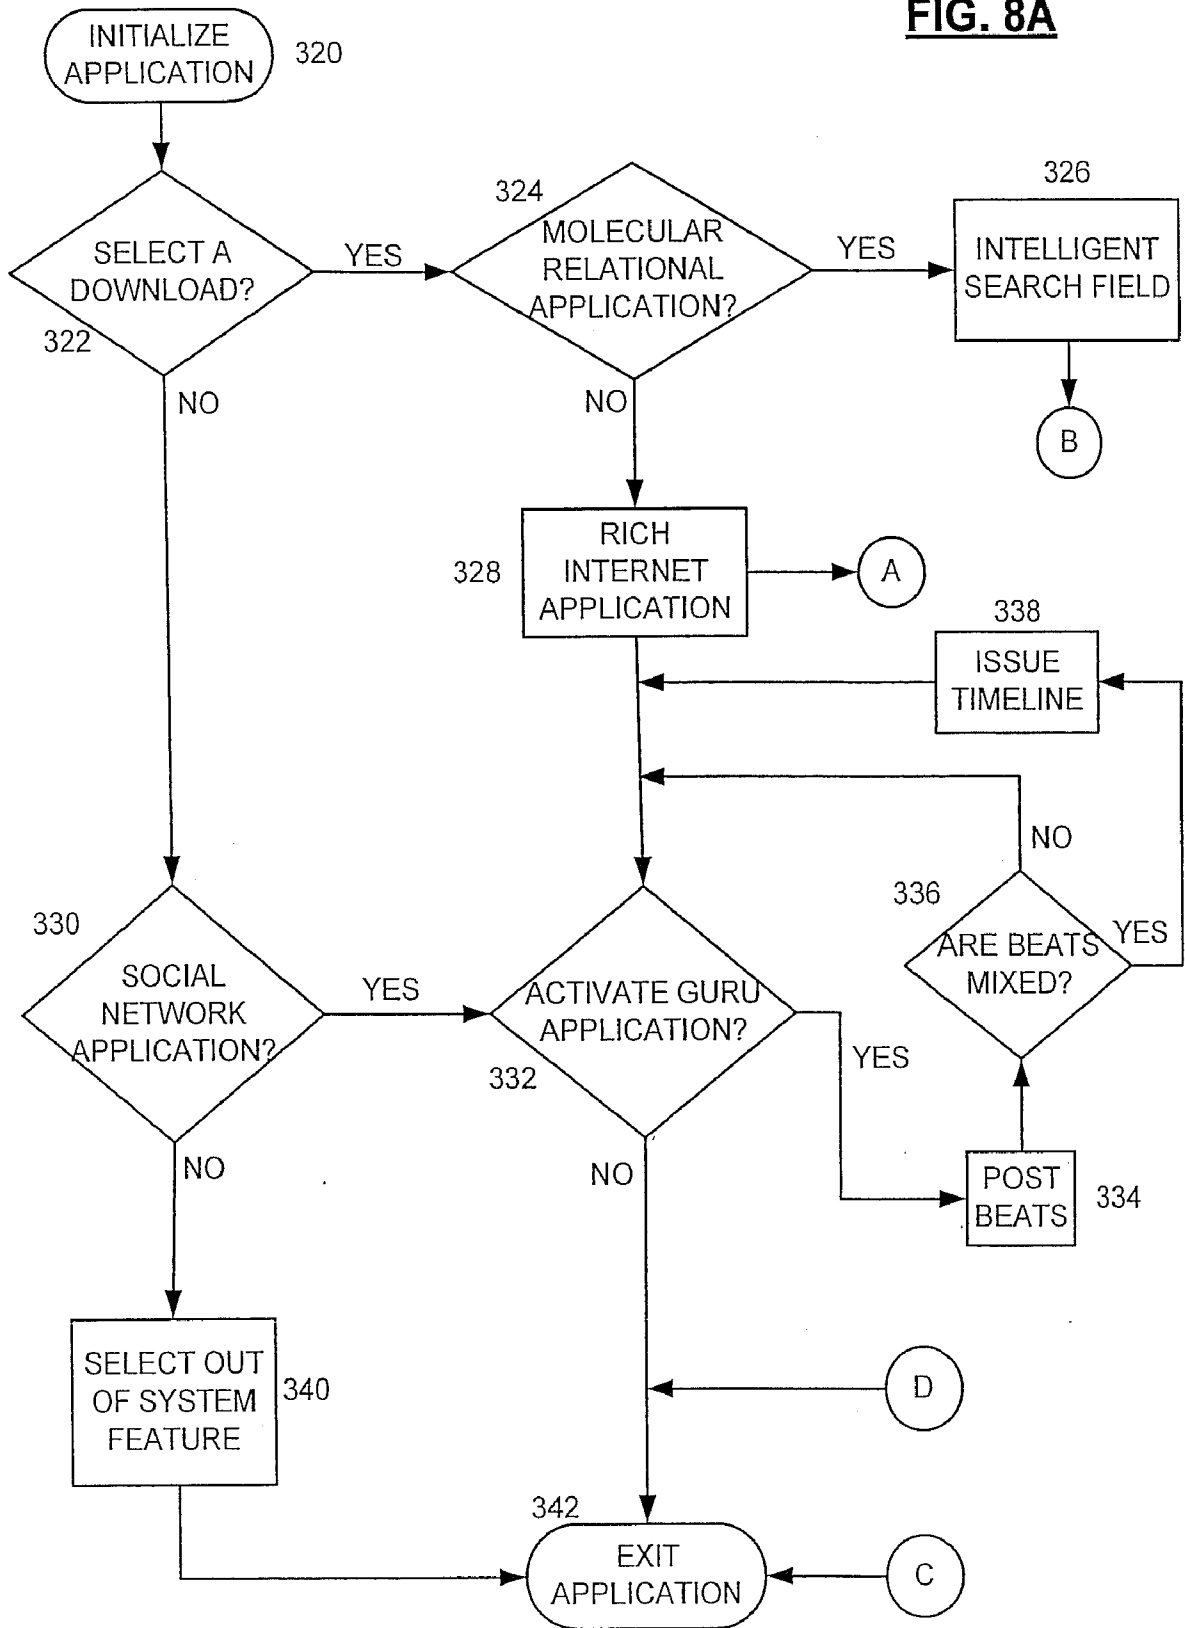 FIG. 8A
INITIALIZE
APPLICATION
320
324
326
MOLECULAR
RELATIONAL
APPLICATION?
SELECT A
DOWNLOAD?
YES
YES
INTELLIGENT
SEARCH FIELD
322
NO
NO
B
RICH
INTERNET
APPLICATION
328
A
338
ISSUE
TIMELINE
NO
336
ARE BEATS
MIXED?
YES
330
SOCIAL
NETWORK
APPLICATION?
YES
ACTIVATE GURU
APPLICATION?
332
YES
NO
NO
POST
BEATS
334
SELECT OUT
OF SYSTEM
FEATURE
340
D
342
EXIT
APPLICATION
C